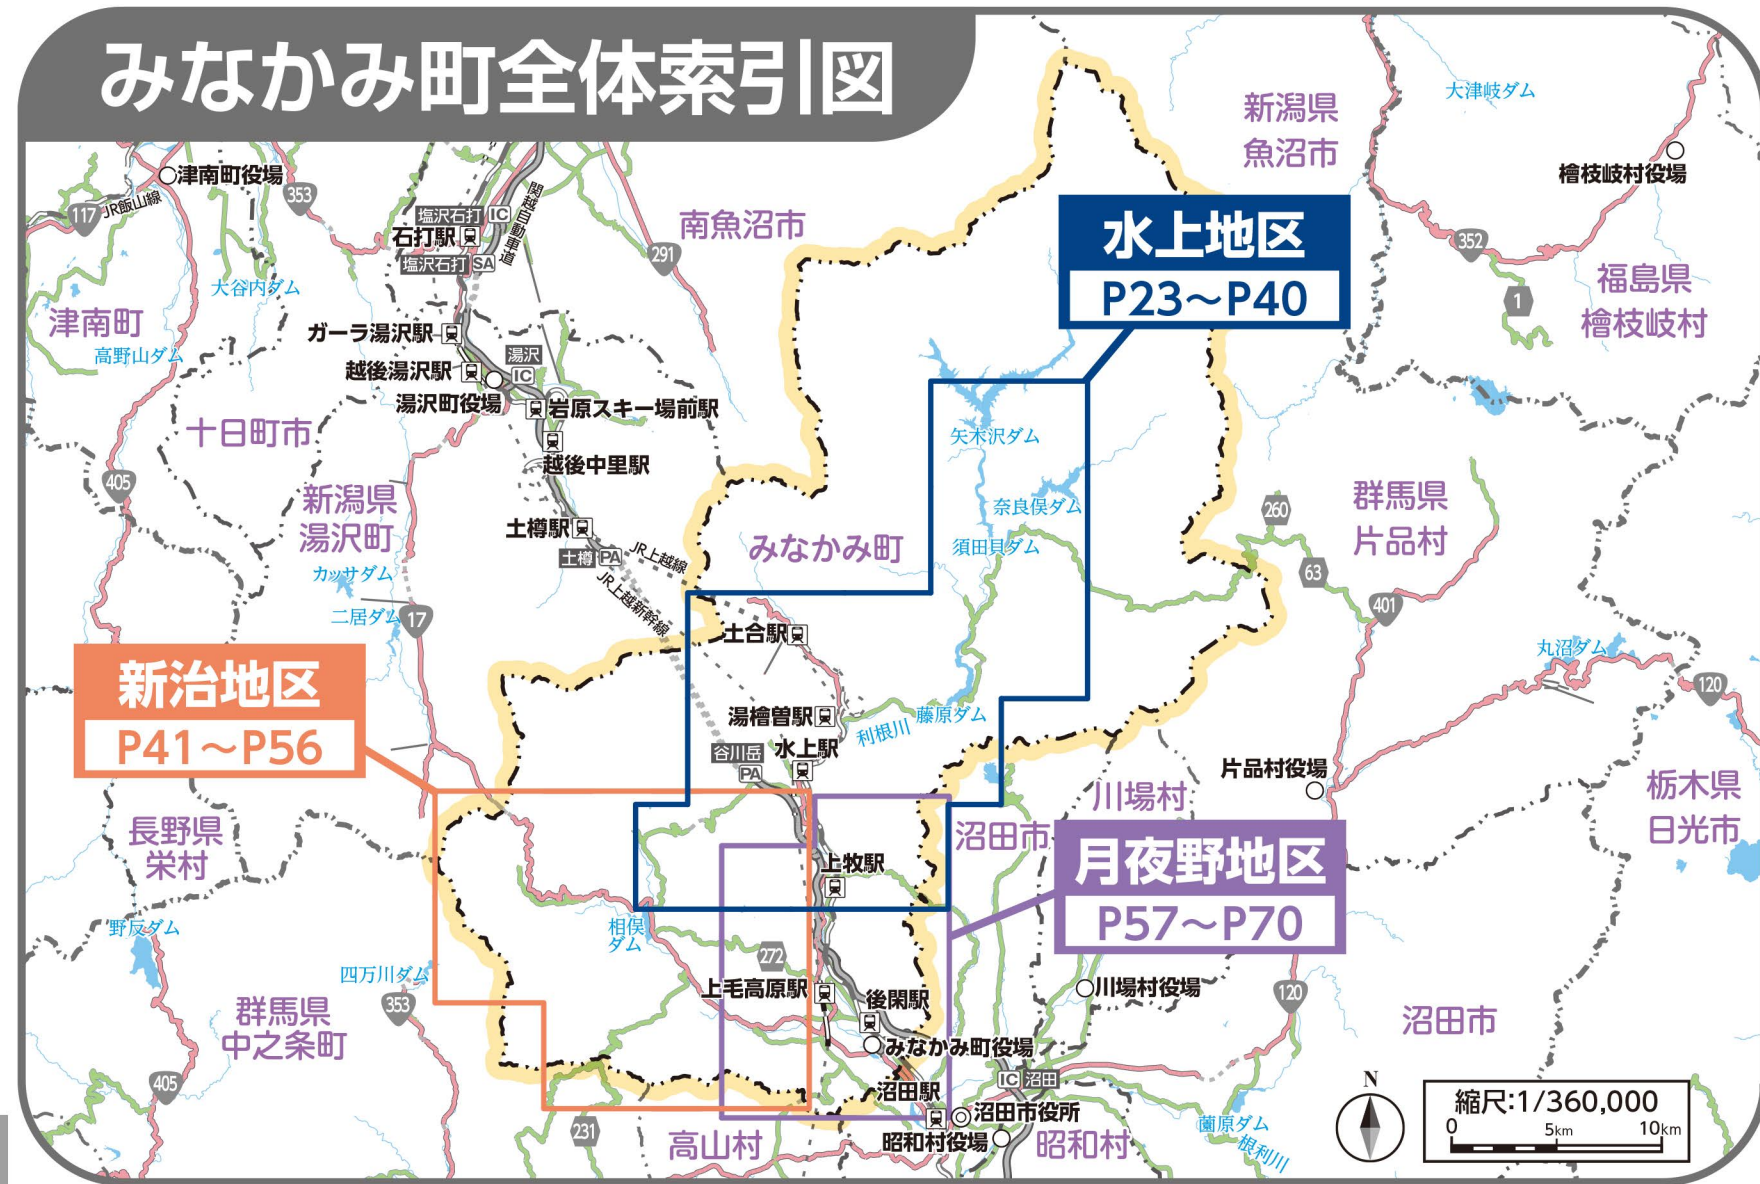 みなかみ町全体索引図
新潟県
魚沼市
大津岐ダム
檜枝岐村役場
津南町役場
353
117
JR飯山線
塩沢石打
IC
関越自動車道
石打駅
塩沢石打
SA
291
南魚沼市
水上地区
P23〜P40
352
福島県
檜枝岐村
1
大谷内ダム
津南町
高野山ダム
ガーラ湯沢駅
湯沢
IC
越後湯沢駅
湯沢町役場
岩原スキー場前駅
十日町市
越後中里駅
矢木沢ダム
405
新潟県
湯沢町
奈良俣ダム
260
群馬県
片品村
土樽駅
土樽
PA
JR上越線
JR上越新幹線
みなかみ町
須田貝ダム
63
401
カッサダム
二居ダム
17
土合駅
丸沼ダム
新治地区
P41〜P56
120
湯檜曽駅
藤原ダム
利根川
谷川岳
PA
水上駅
片品村役場
川場村
栃木県
日光市
長野県
栄村
沼田市
月夜野地区
P57〜P70
上牧駅
野反ダム
相俣
ダム
272
四万川ダム
353
上毛高原駅
後閑駅
川場村役場
120
群馬県
中之条町
沼田市
みなかみ町役場
405
IC
沼田
沼田駅
沼田市役所
231
高山村
昭和村役場
昭和村
薗原ダム
根利川
N
縮尺:1/360,000
0
5km
10km